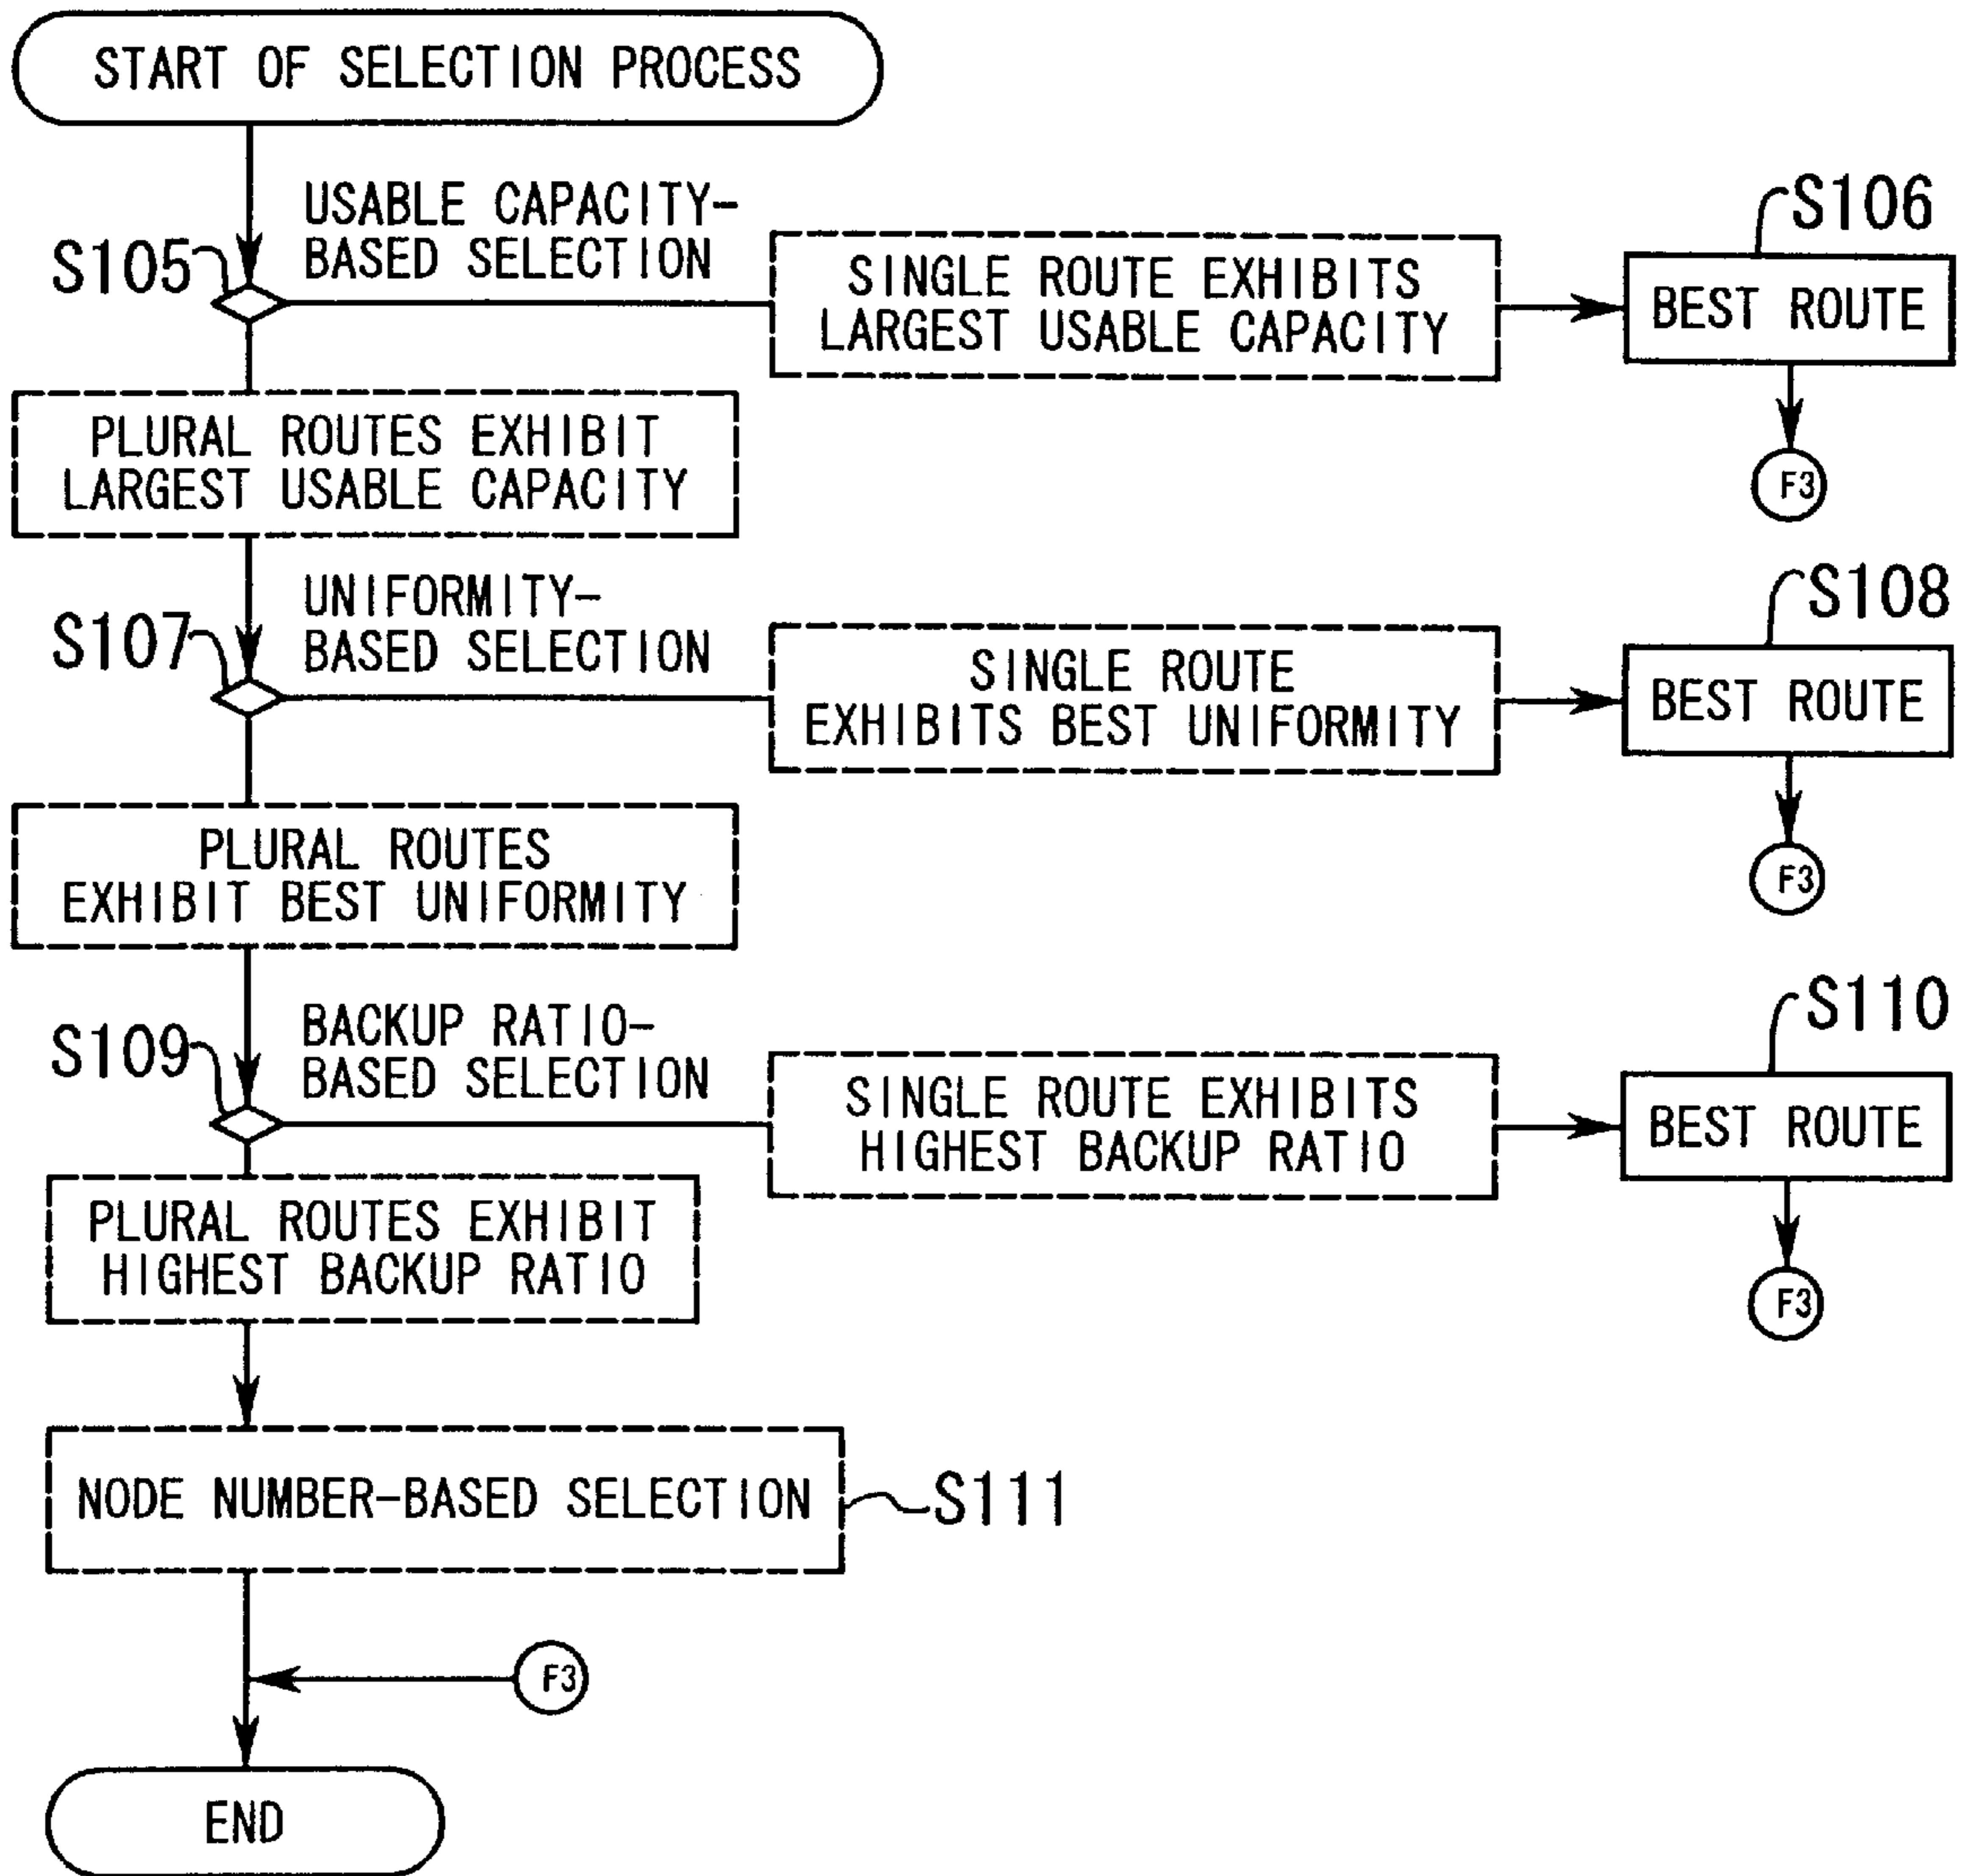 START OF SELECTION PROCESS
USABLE CAPACITY-
BASED SELECTION
S105
SINGLE ROUTE EXHIBITS
LARGEST USABLE CAPACITY
S106
BEST ROUTE
F3
PLURAL ROUTES EXHIBIT
LARGEST USABLE CAPACITY
UNIFORMITY-
BASED SELECTION
S107
SINGLE ROUTE
EXHIBITS BEST UNIFORMITY
S108
BEST ROUTE
F3
PLURAL ROUTES
EXHIBIT BEST UNIFORMITY
BACKUP RATIO-
BASED SELECTION
S109
SINGLE ROUTE EXHIBITS
HIGHEST BACKUP RATIO
S110
BEST ROUTE
F3
PLURAL ROUTES EXHIBIT
HIGHEST BACKUP RATIO
NODE NUMBER-BASED SELECTION
S111
F3
END